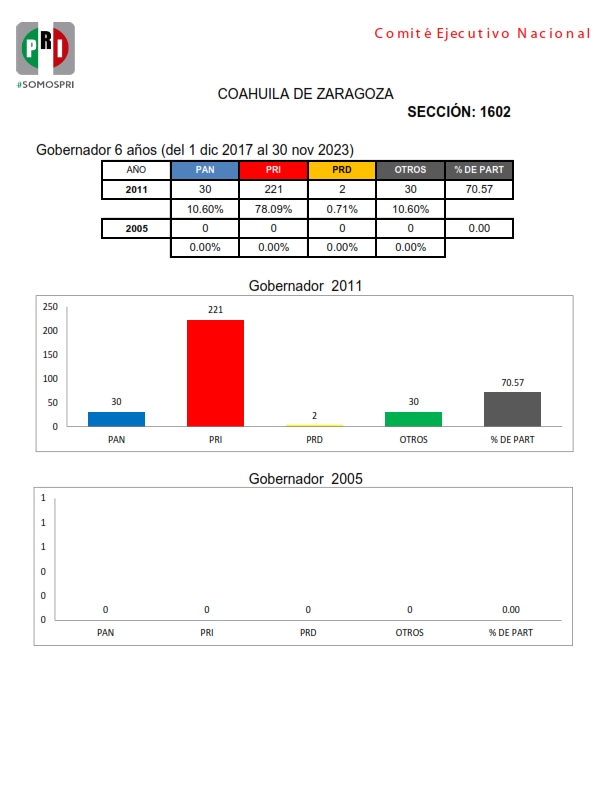 PRI
#SOMOSPRI
Comité Ejecutivo Nacional
COAHUILA DE ZARAGOZA
SECCIÓN: 1602
Gobernador 6 años (del 1 dic 2017 al 30 nov 2023)
AÑO PAN PRI PRD OTROS % DE PART
2011 30 221 2 30 70.57
10.60% 78.09% 0.71% 10.60%
2005 0 0 0 0 0.00
0.00% 0.00% 0.00% 0.00%
Gobernador 2011
250
200
150
100
50
0
30 221 2 30 70.57
PAN PRI PRD OTROS % DE PART
Gobernador 2005
1
1
1
0
0
0
0 0 0 0 0.00
PAN PRI PRD OTROS % DE PART